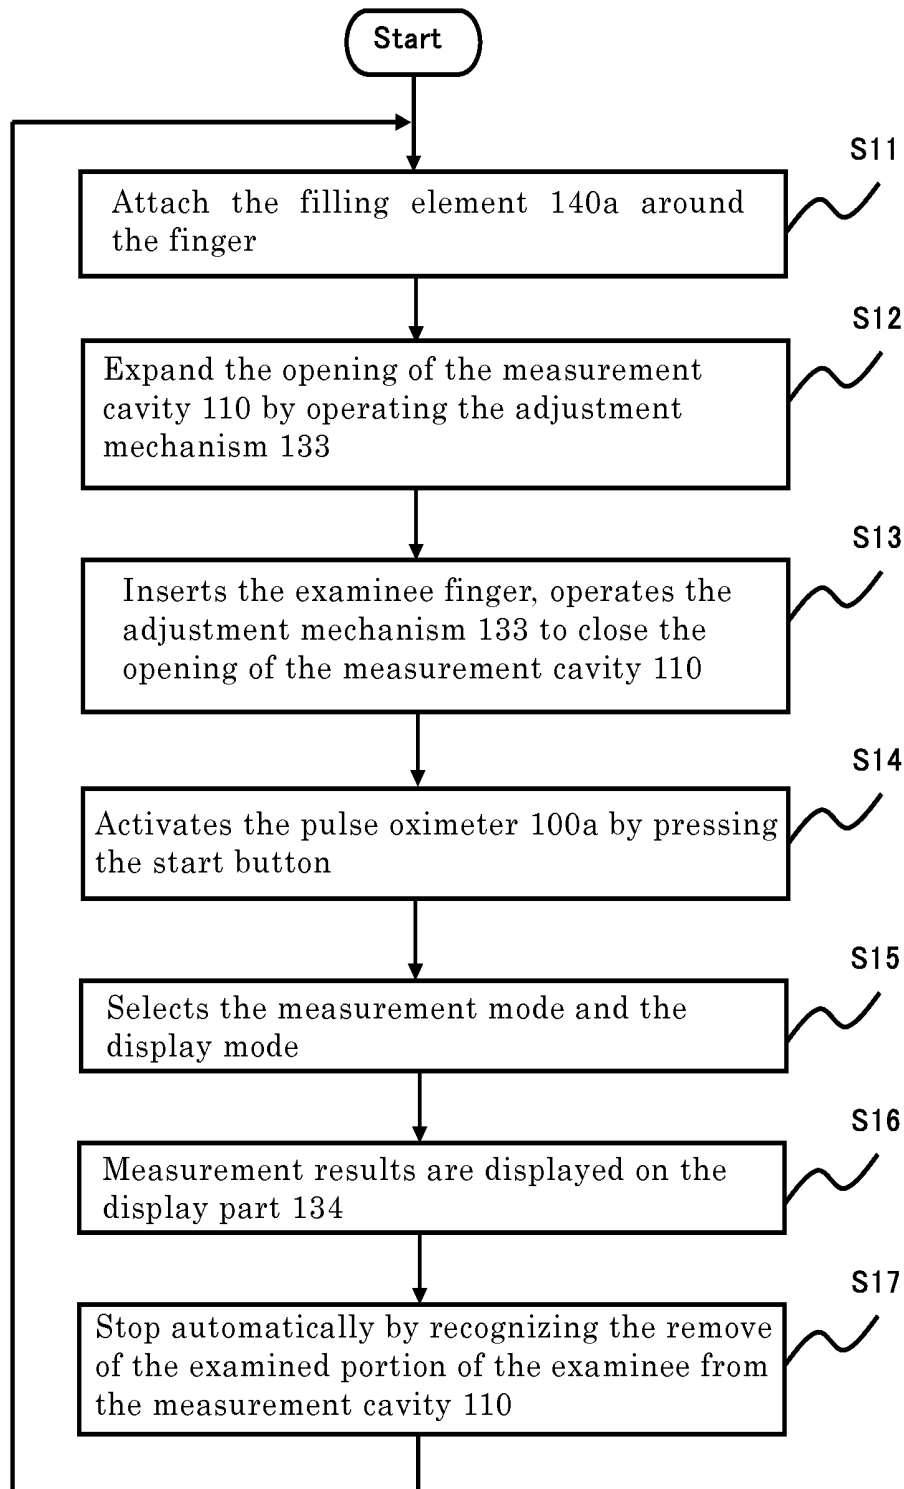 Start
S11
Attach the filling element 140a around
the finger
S12
Expand the opening of the measurement
cavity 110 by operating the adjustment
mechanism 133
S13
Inserts the examinee finger, operates the
adjustment mechanism 133 to close the
opening of the measurement cavity 110
S14
Activates the pulse oximeter 100a by pressing
the start button
S15
Selects the measurement mode and the
display mode
S16
Measurement results are displayed on the
display part 134
S17
Stop automatically by recognizing the remove
of the examined portion of the examinee from
the measurement cavity 110